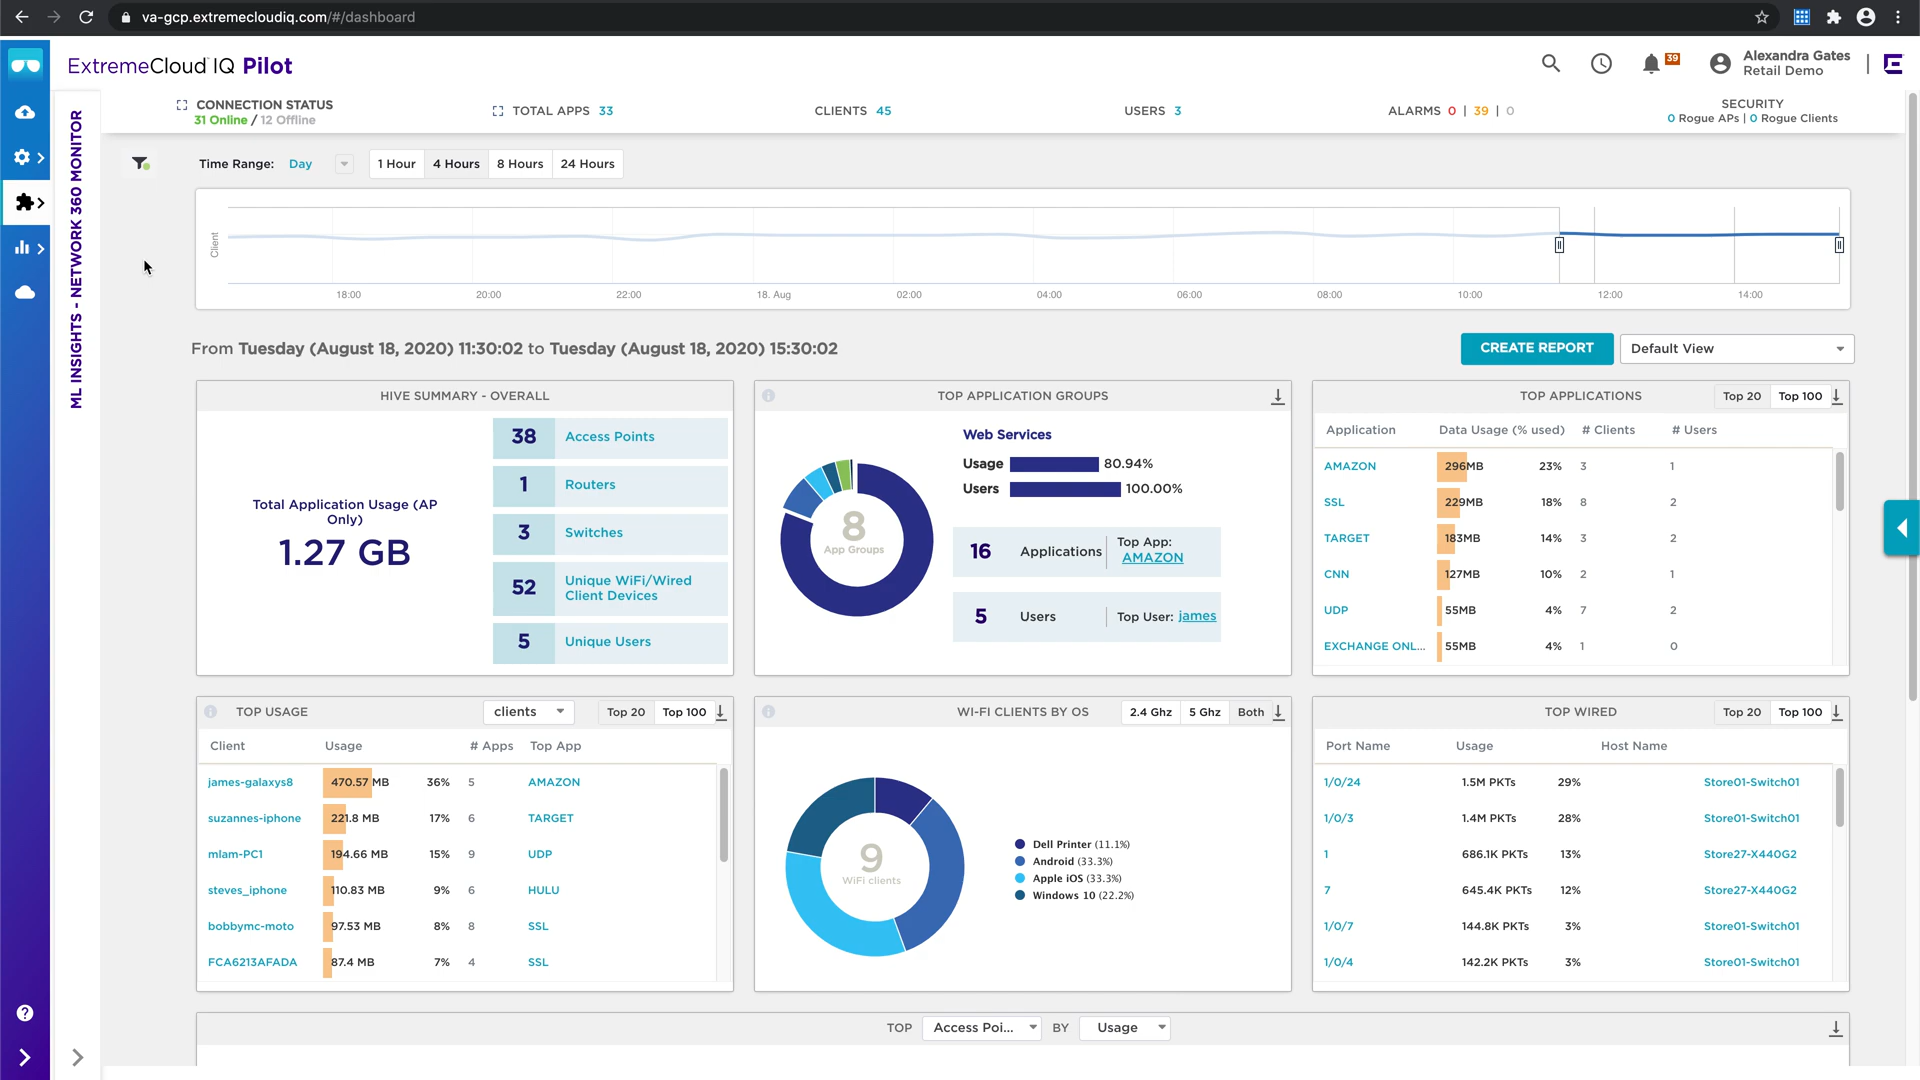 va-gcp.extremecloudiq.com/#/dashboard
ExtremeCloud IQ Pilot
39
Alexandra Gates
Retail Demo
CONNECTION STATUS
31 Online / 12 Offline
TOTAL APPS 33
CLIENTS 45
USERS 3
ALARMS 0 | 39 | 0
SECURITY
0 Rogue APs | 0 Rogue Clients
ML INSIGHTS - NETWORK 360 MONITOR
Time Range: Day
1 Hour
4 Hours
8 Hours
24 Hours
Client
18:00
20:00
22:00
18. Aug
02:00
04:00
06:00
08:00
10:00
12:00
14:00
From Tuesday (August 18, 2020) 11:30:02 to Tuesday (August 18, 2020) 15:30:02
CREATE REPORT
Default View
HIVE SUMMARY - OVERALL
Total Application Usage (AP
Only)
1.27 GB
38 Access Points
1 Routers
3 Switches
52 Unique WiFi/Wired
Client Devices
5 Unique Users
TOP APPLICATION GROUPS
8
App Groups
Web Services
Usage 80.94%
Users 100.00%
16 Applications Top App:
AMAZON
5 Users Top User: james
TOP APPLICATIONS Top 20 Top 100
Application Data Usage (% used) # Clients # Users
AMAZON 296MB 23% 3 1
SSL 229MB 18% 8 2
TARGET 183MB 14% 3 2
CNN 127MB 10% 2 1
UDP 55MB 4% 7 2
EXCHANGE ONL... 55MB 4% 1 0
TOP USAGE clients Top 20 Top 100
Client Usage # Apps Top App
james-galaxys8 470.57 MB 36% 5 AMAZON
suzannes-iphone 221.8 MB 17% 6 TARGET
mlam-PC1 194.66 MB 15% 9 UDP
steves_iphone 110.83 MB 9% 6 HULU
bobbymc-moto 97.53 MB 8% 8 SSL
FCA6213AFADA 87.4 MB 7% 4 SSL
WI-FI CLIENTS BY OS 2.4 Ghz 5 Ghz Both
9
WiFi clients
Dell Printer (11.1%)
Android (33.3%)
Apple iOS (33.3%)
Windows 10 (22.2%)
TOP WIRED Top 20 Top 100
Port Name Usage Host Name
1/0/24 1.5M PKTs 29% Store01-Switch01
1/0/3 1.4M PKTs 28% Store01-Switch01
1 686.1K PKTs 13% Store27-X440G2
7 645.4K PKTs 12% Store27-X440G2
1/0/7 144.8K PKTs 3% Store01-Switch01
1/0/4 142.2K PKTs 3% Store01-Switch01
TOP Access Poi... BY Usage